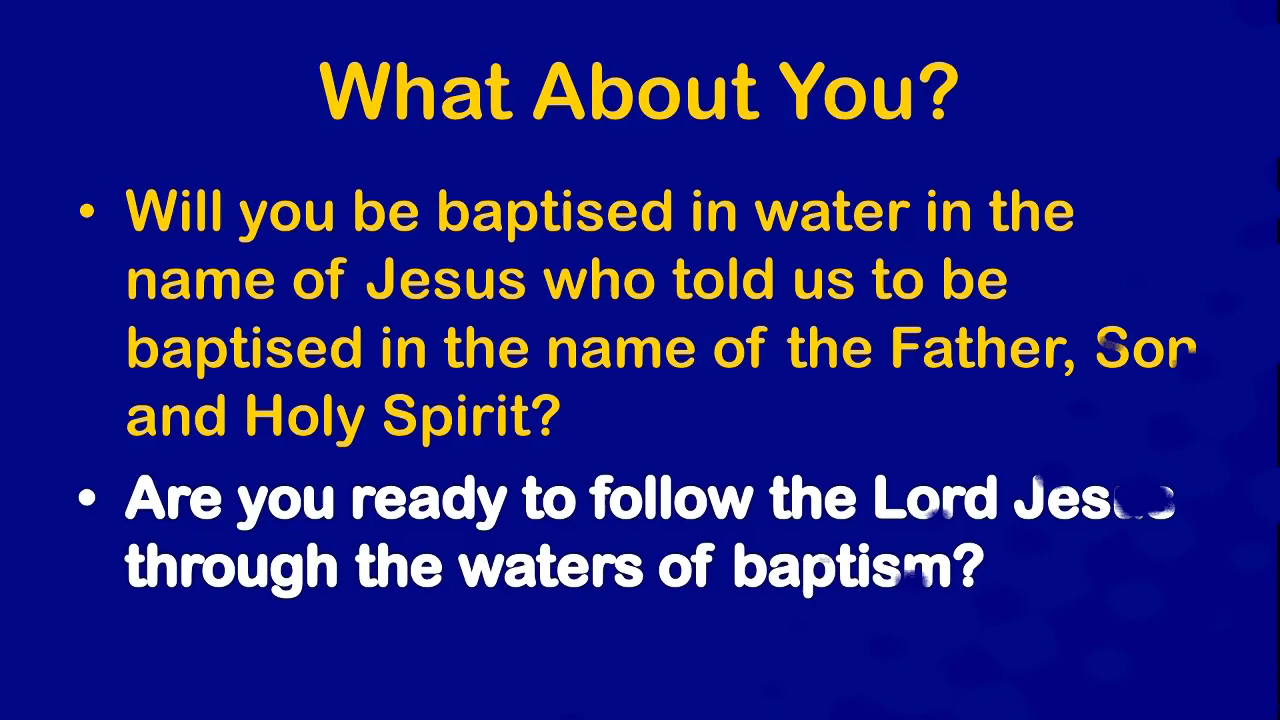 What About You?
• Will you be baptised in water in the
name of Jesus who told us to be
baptised in the name of the Father, Son
and Holy Spirit?
• Are you ready to follow the Lord Jesus
through the waters of baptism?